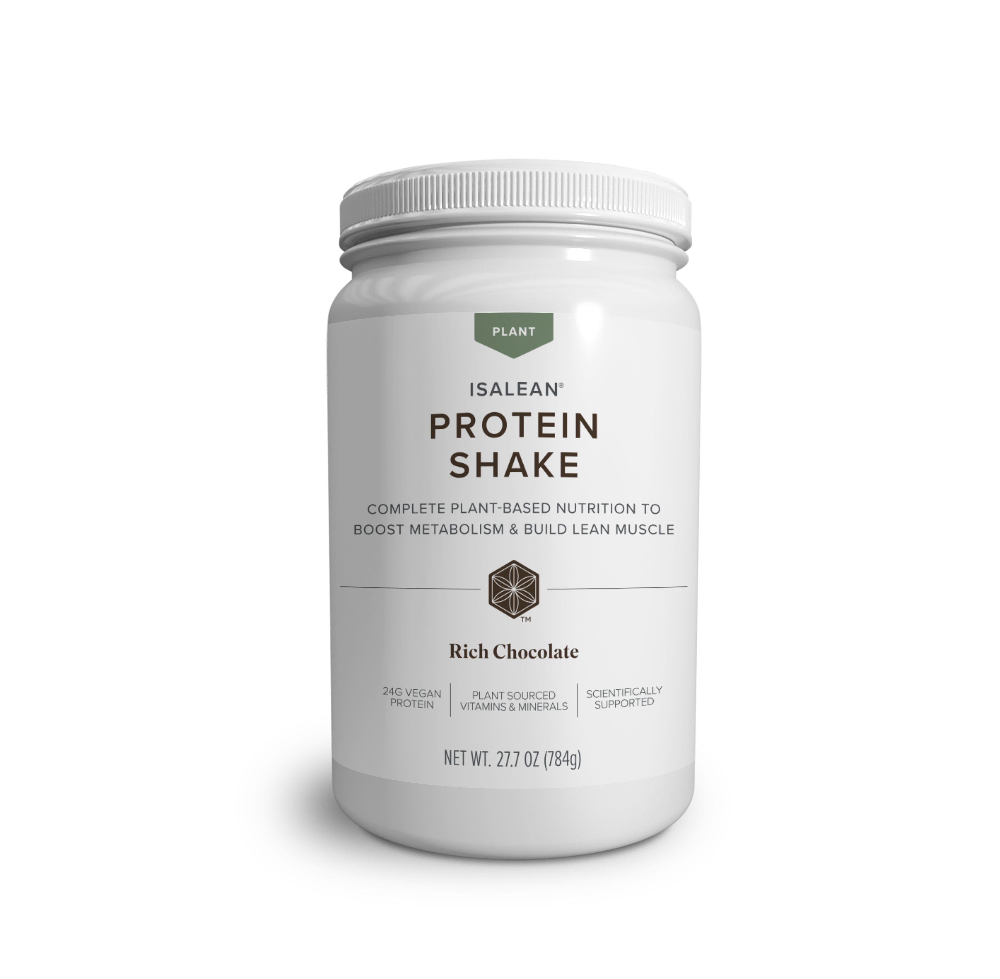 PLANT
ISALEAN®
PROTEIN
SHAKE
COMPLETE PLANT-BASED NUTRITION TO
BOOST METABOLISM & BUILD LEAN MUSCLE
TM
Rich Chocolate
24G VEGAN
PROTEIN
PLANT SOURCED
VITAMINS & MINERALS
SCIENTIFICALLY
SUPPORTED
NET WT. 27.7 OZ (784g)